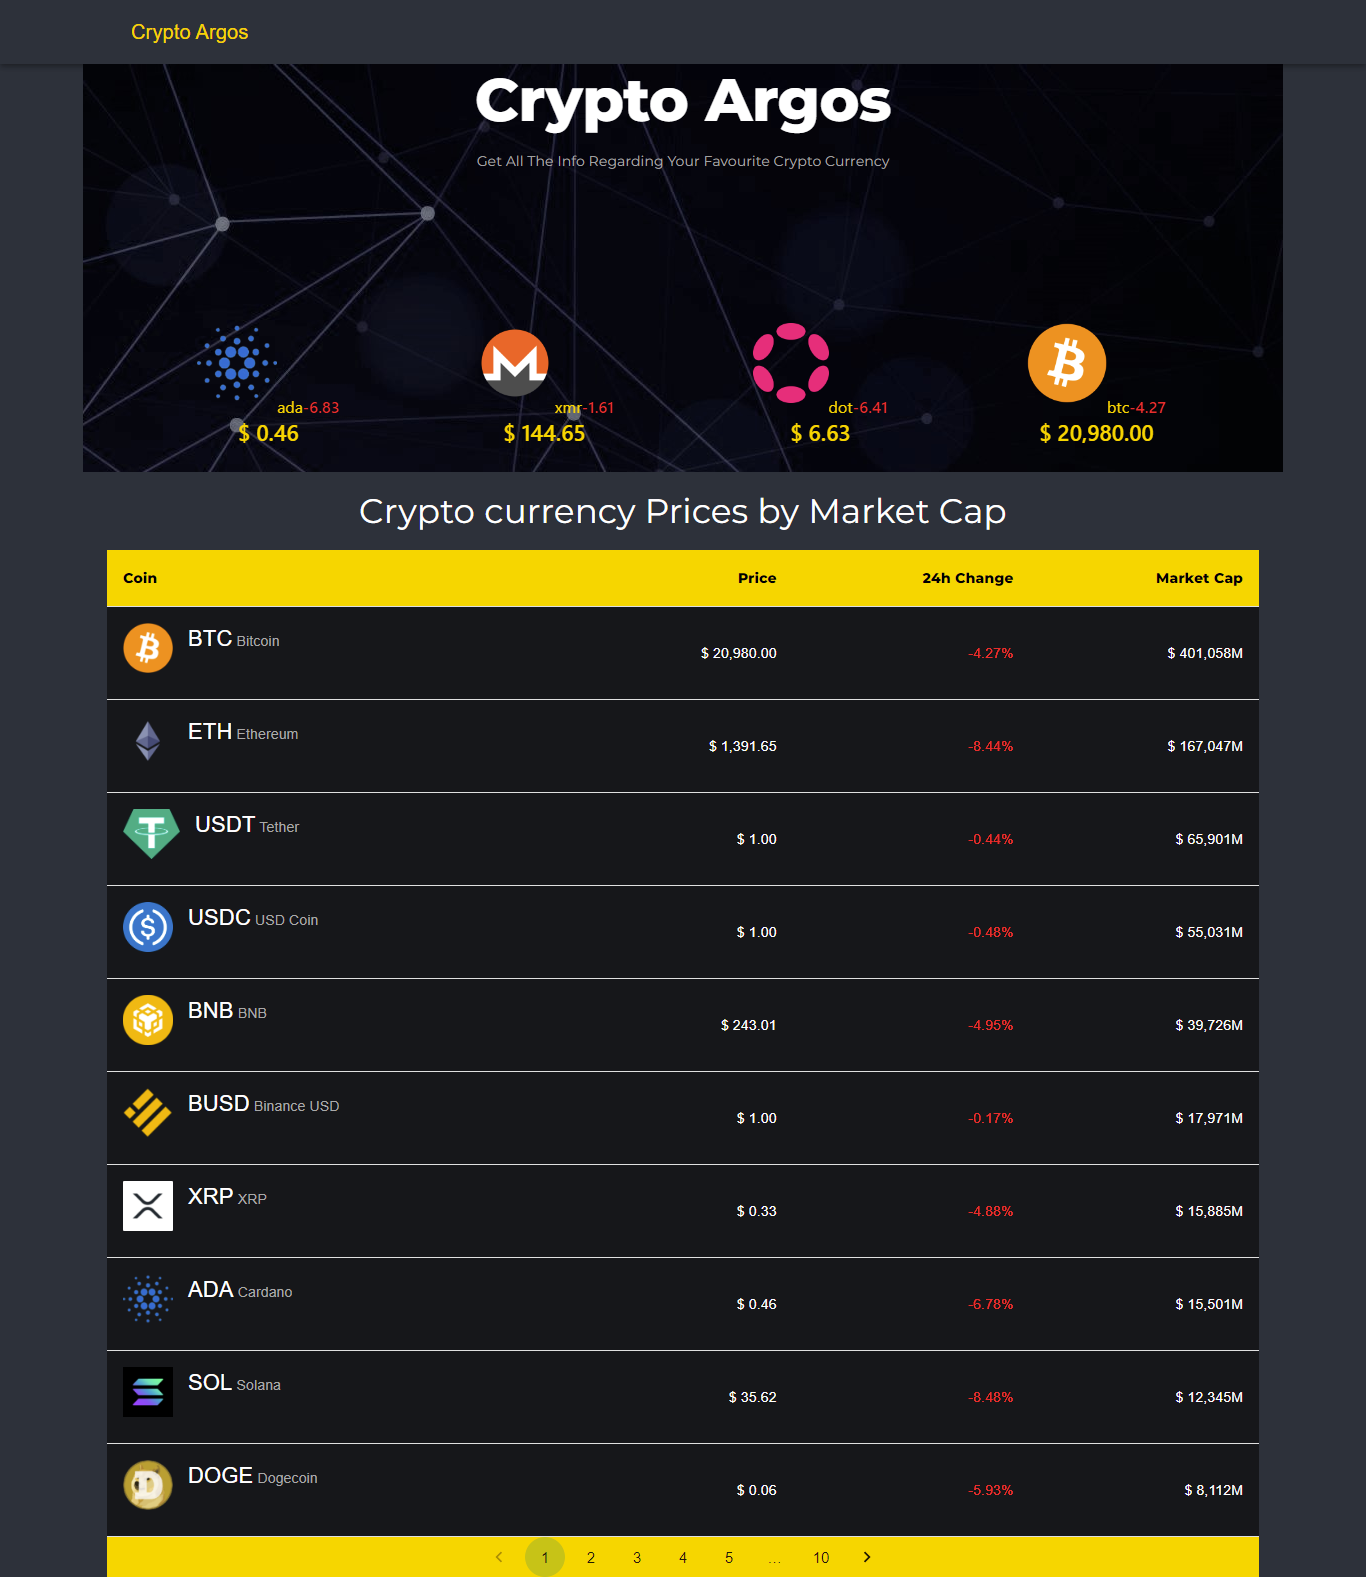 Crypto Argos
Crypto Argos
Get All The Info Regarding Your Favourite Crypto Currency
ada-6.83 xmr-1.61 dot-6.41 btc-4.27
$ 0.46 $ 144.65 $ 6.63 $ 20,980.00
Crypto currency Prices by Market Cap
Coin Price 24h Change Market Cap
BTC Bitcoin $ 20,980.00 -4.27% $ 401,058M
ETH Ethereum $ 1,391.65 -8.44% $ 167,047M
USDT Tether $ 1.00 -0.44% $ 65,901M
USDC USD Coin $ 1.00 -0.48% $ 55,031M
BNB BNB $ 243.01 -4.95% $ 39,726M
BUSD Binance USD $ 1.00 -0.17% $ 17,971M
XRP XRP $ 0.33 -4.88% $ 15,885M
ADA Cardano $ 0.46 -6.78% $ 15,501M
SOL Solana $ 35.62 -8.48% $ 12,345M
DOGE Dogecoin $ 0.06 -5.93% $ 8,112M
1 2 3 4 5 … 10